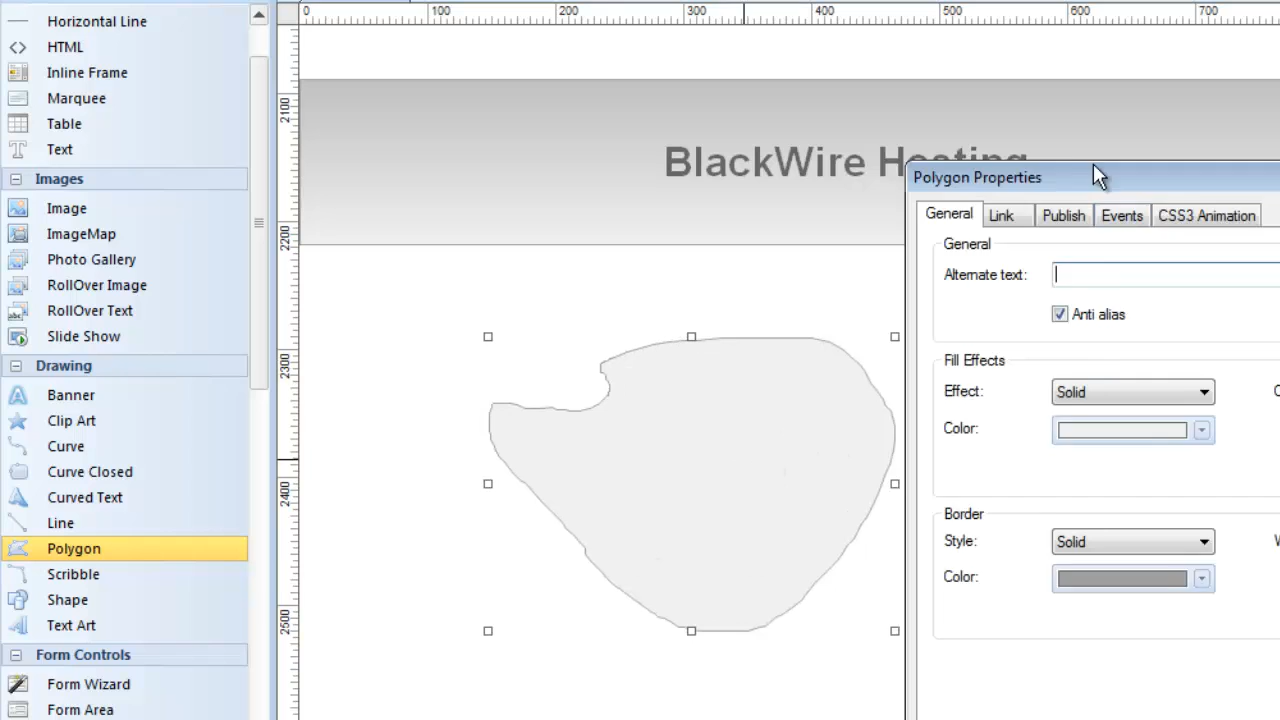 Horizontal Line
HTML
Inline Frame
Marquee
Table
Text
Images
Image
ImageMap
Photo Gallery
RollOver Image
RollOver Text
Slide Show
Drawing
Banner
Clip Art
Curve
Curve Closed
Curved Text
Line
Polygon
Scribble
Shape
Text Art
Form Controls
Form Wizard
Form Area
0 100 200 300 400 500 600 700
2100
2200
2300
2400
2500
BlackWire Hosting
Polygon Properties
General Link Publish Events CSS3 Animation
General
Alternate text:
Anti alias
Fill Effects
Effect: Solid
Color:
Border
Style: Solid
Color: